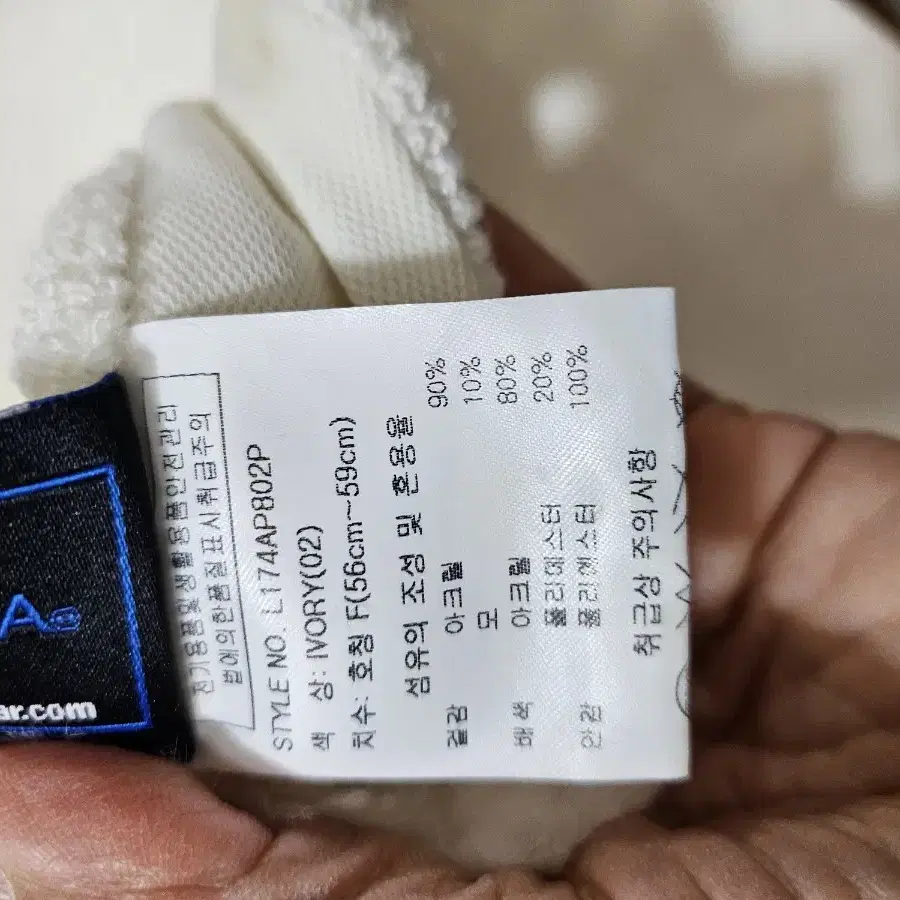 전기용품및생활용품안전관리
법에의한품질표시취급주의
STYLE NO. L174AP802P
색 상: IVORY(02)
치수: 호칭 F(56cm~59cm)
섬유의 조성 및 혼용율
겉감 아크릴 90%
모 10%
배색 아크릴 80%
폴리에스터 20%
안감 폴리에스터 100%
취급상 주의사항
A
ar.com